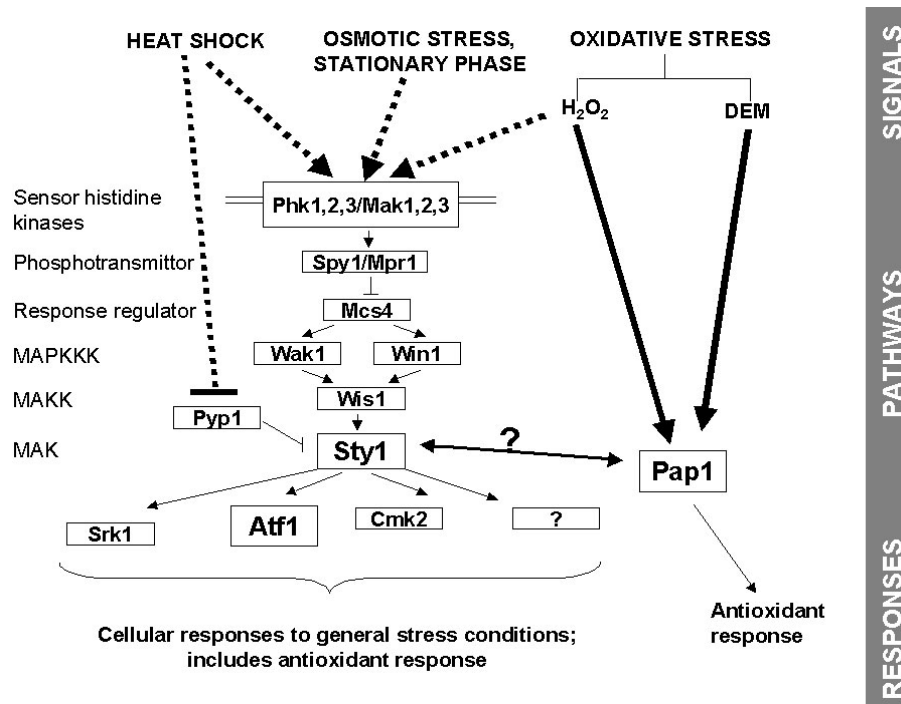 HEAT SHOCK
OSMOTIC STRESS,
STATIONARY PHASE
OXIDATIVE STRESS
H₂O₂
DEM
SIGNALS
Sensor histidine
kinases
Phk1,2,3/Mak1,2,3
Phosphotransmittor
Spy1/Mpr1
Response regulator
Mcs4
MAPKKK
Wak1
Win1
PATHWAYS
MAKK
Wis1
Pyp1
MAK
Sty1
?
Pap1
Srk1
Atf1
Cmk2
?
Cellular responses to general stress conditions;
includes antioxidant response
Antioxidant
response
RESPONSES